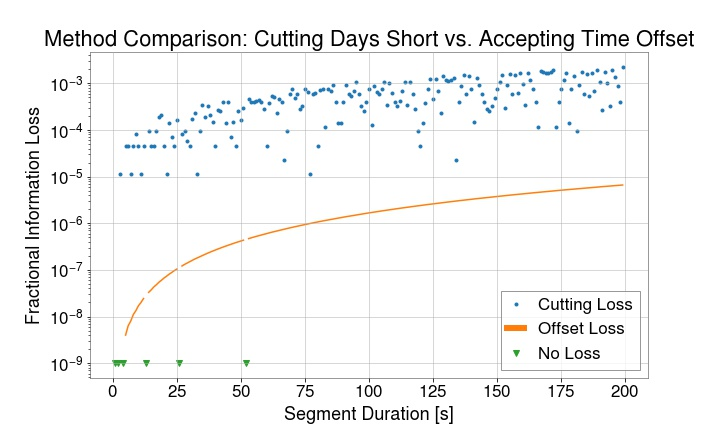 Method Comparison: Cutting Days Short vs. Accepting Time Offset
Fractional Information Loss
10⁻³
10⁻⁴
10⁻⁵
10⁻⁶
10⁻⁷
10⁻⁸
10⁻⁹
Cutting Loss
Offset Loss
No Loss
0 25 50 75 100 125 150 175 200
Segment Duration [s]